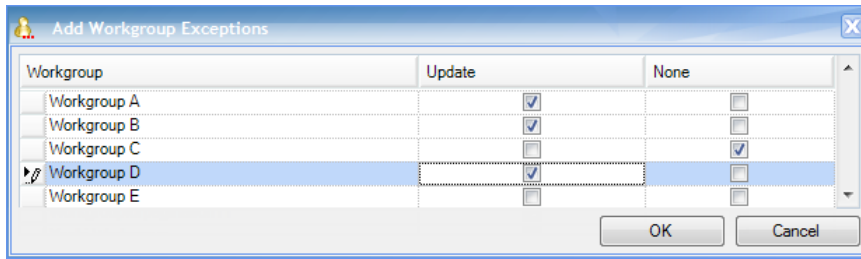 Add Workgroup Exceptions
Workgroup Update None
Workgroup A
Workgroup B
Workgroup C
Workgroup D
Workgroup E
OK Cancel